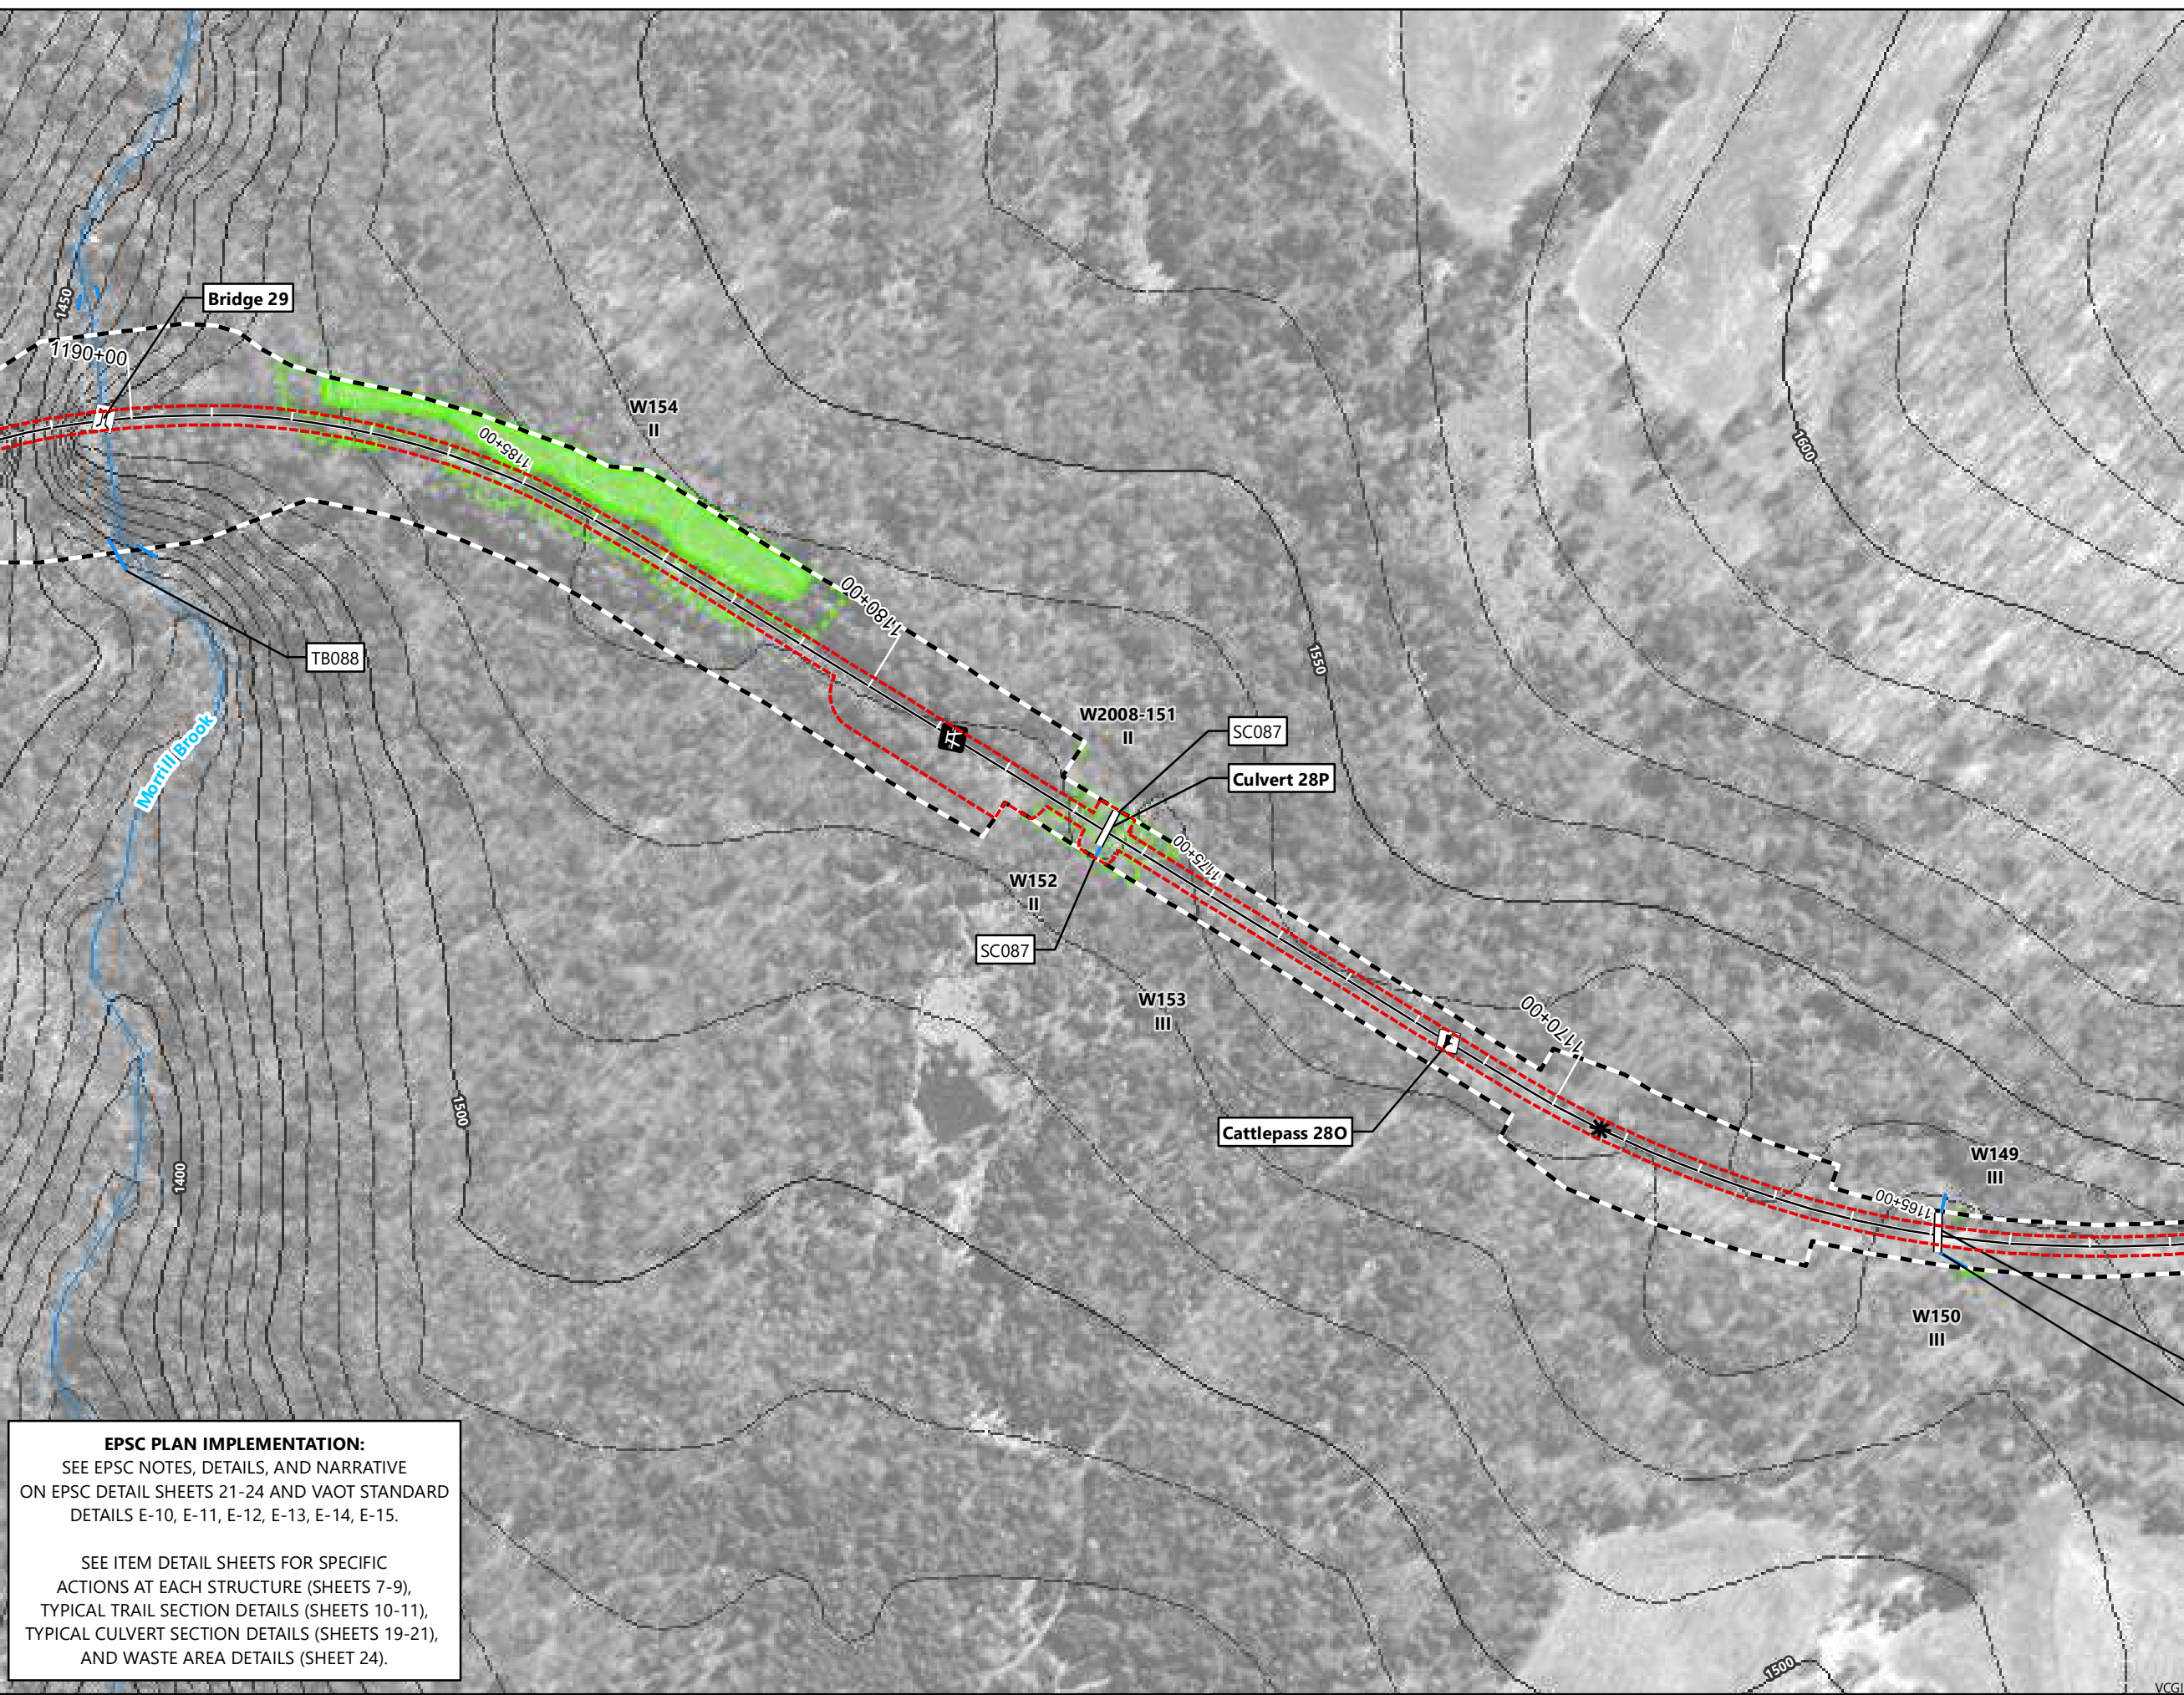 1450
Bridge 29
1190+00
W154
II
1185+00
1180+00
1600
TB088
1550
Morrill Brook
W2008-151
II
SC087
Culvert 28P
1175+00
W152
II
SC087
W153
III
1170+00
1500
Cattlepass 28O
1400
W149
III
1165+00
W150
III
EPSC PLAN IMPLEMENTATION:
SEE EPSC NOTES, DETAILS, AND NARRATIVE
ON EPSC DETAIL SHEETS 21-24 AND VAOT STANDARD
DETAILS E-10, E-11, E-12, E-13, E-14, E-15.
SEE ITEM DETAIL SHEETS FOR SPECIFIC
ACTIONS AT EACH STRUCTURE (SHEETS 7-9),
TYPICAL TRAIL SECTION DETAILS (SHEETS 10-11),
TYPICAL CULVERT SECTION DETAILS (SHEETS 19-21),
AND WASTE AREA DETAILS (SHEET 24).
1500
VCGI